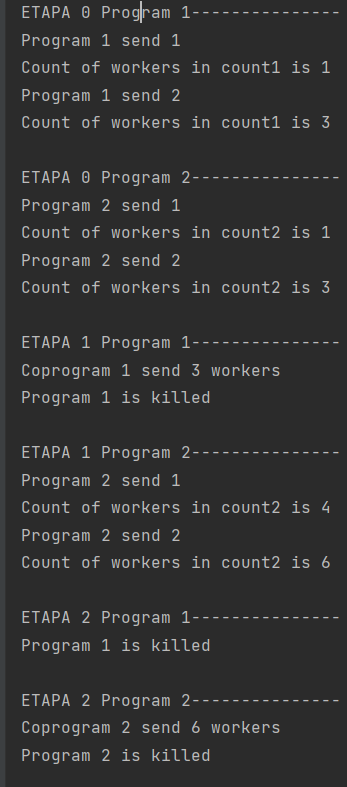 ETAPA 0 Program 1---------------
Program 1 send 1
Count of workers in count1 is 1
Program 1 send 2
Count of workers in count1 is 3
ETAPA 0 Program 2---------------
Program 2 send 1
Count of workers in count2 is 1
Program 2 send 2
Count of workers in count2 is 3
ETAPA 1 Program 1---------------
Coprogram 1 send 3 workers
Program 1 is killed
ETAPA 1 Program 2---------------
Program 2 send 1
Count of workers in count2 is 4
Program 2 send 2
Count of workers in count2 is 6
ETAPA 2 Program 1---------------
Program 1 is killed
ETAPA 2 Program 2---------------
Coprogram 2 send 6 workers
Program 2 is killed